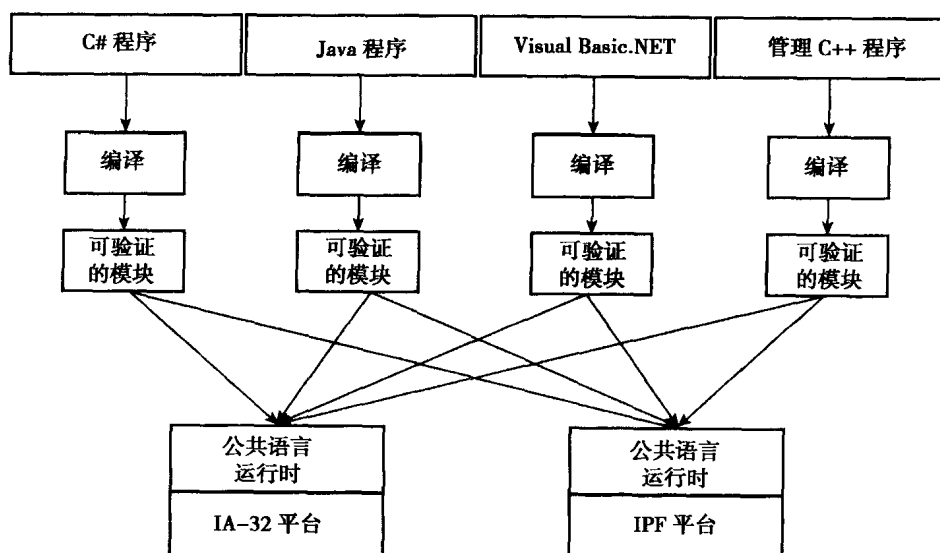 C# 程序
Java 程序
Visual Basic.NET
管理 C++ 程序
编译
编译
编译
编译
可验证
的模块
可验证
的模块
可验证
的模块
可验证
的模块
公共语言
运行时
公共语言
运行时
IA-32 平台
IPF 平台